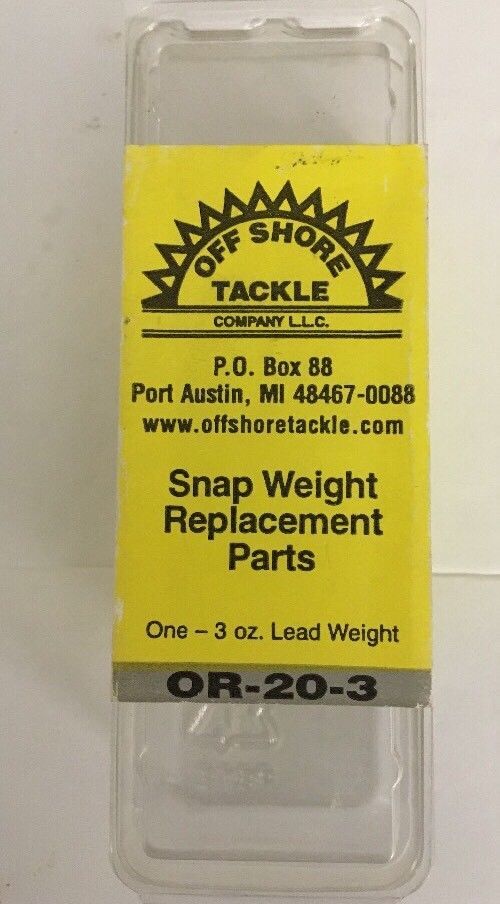 OFF SHORE
TACKLE
COMPANY L.L.C.
P.O. Box 88
Port Austin, MI 48467-0088
www.offshoretackle.com
Snap Weight
Replacement
Parts
One – 3 oz. Lead Weight
OR-20-3